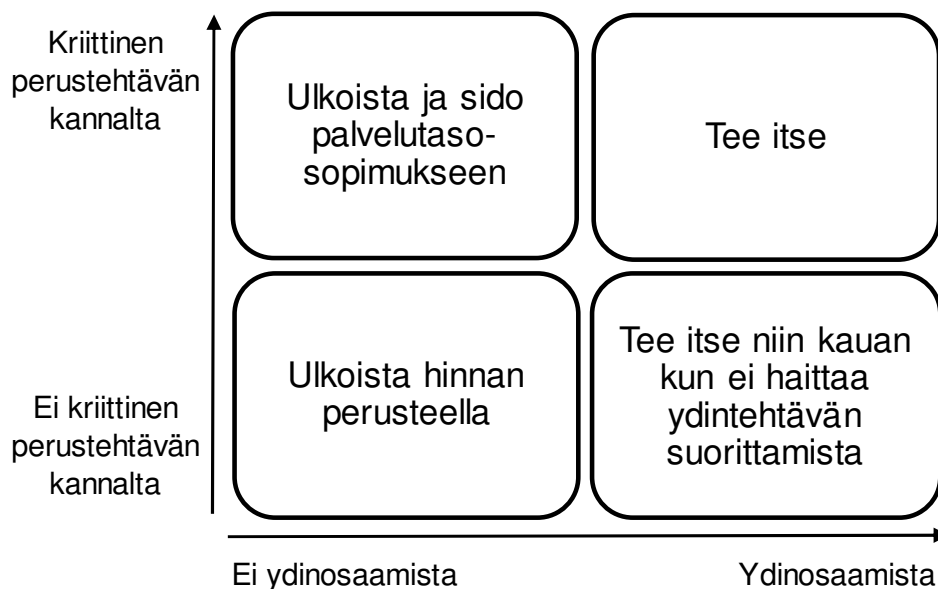 Kriittinen
perustehtävän
kannalta
Ulkoista ja sido
palvelutaso-
sopimukseen
Tee itse
Ei kriittinen
perustehtävän
kannalta
Ulkoista hinnan
perusteella
Tee itse niin kauan
kun ei haittaa
ydintehtävän
suorittamista
Ei ydinosaamista
Ydinosaamista